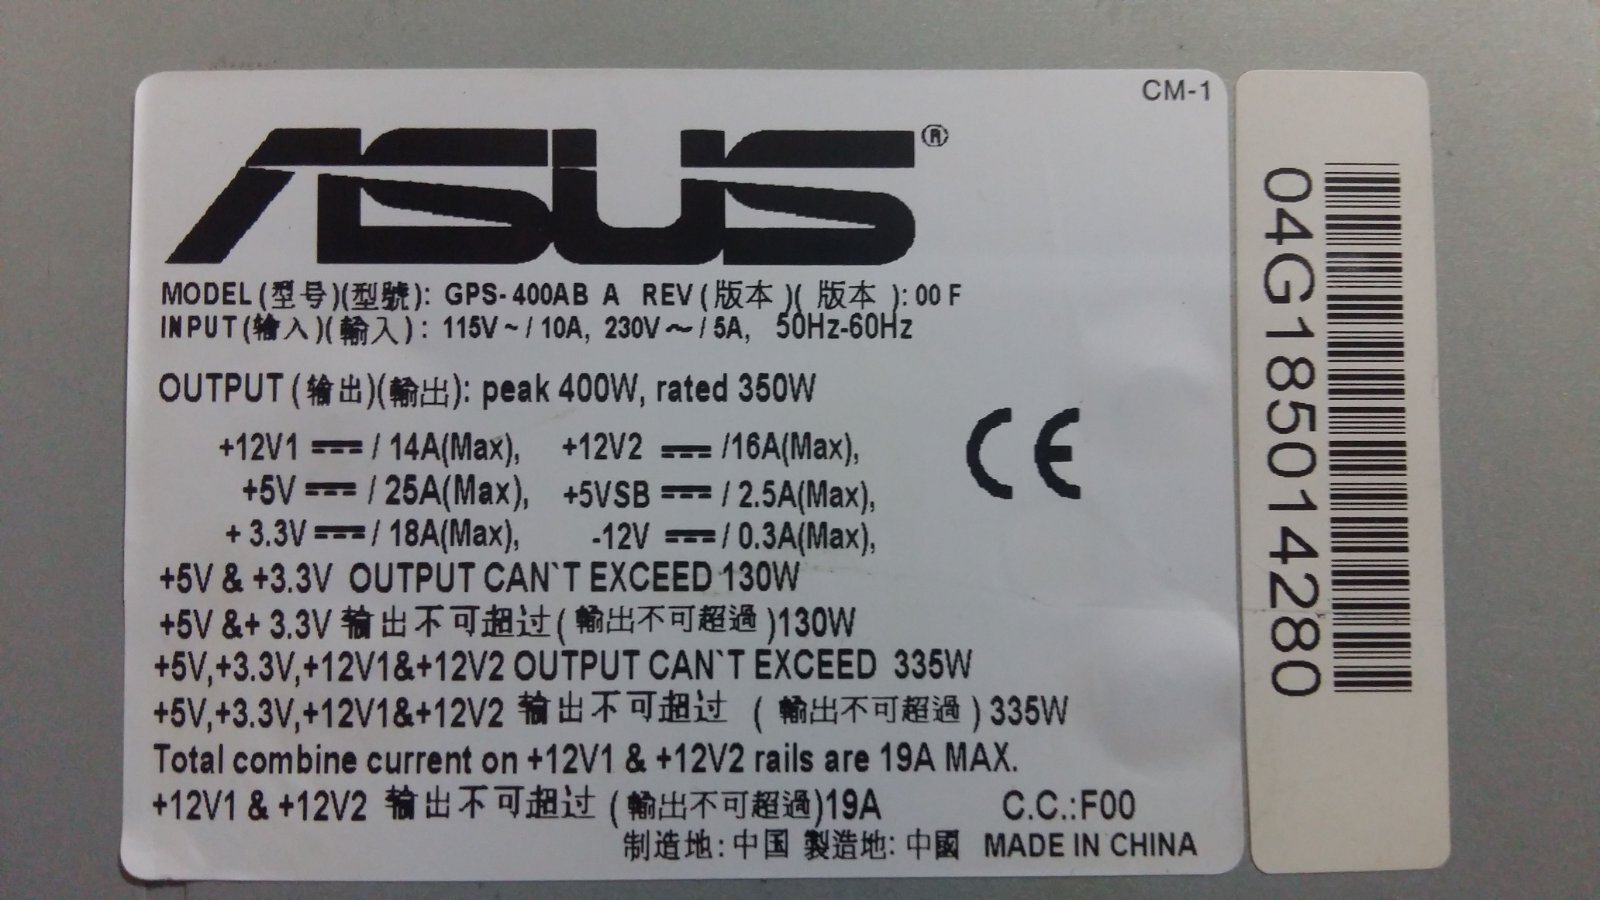 CM-1
ASUS®
MODEL (型号)(型號): GPS-400AB A REV (版本)( 版本 ): 00 F
INPUT (输入)(輸入) : 115V ~ / 10A, 230V ~ / 5A, 50Hz-60Hz
OUTPUT (输出)(輸出): peak 400W, rated 350W
+12V1 ⎓ / 14A(Max), +12V2 ⎓ /16A(Max),
+5V ⎓ / 25A(Max), +5VSB ⎓ / 2.5A(Max),
+ 3.3V ⎓ / 18A(Max), -12V ⎓ / 0.3A(Max),
CE
+5V & +3.3V OUTPUT CAN`T EXCEED 130W
+5V &+ 3.3V 输出不可超过 ( 輸出不可超過 )130W
+5V,+3.3V,+12V1&+12V2 OUTPUT CAN`T EXCEED 335W
+5V,+3.3V,+12V1&+12V2 输出不可超过 ( 輸出不可超過 ) 335W
Total combine current on +12V1 & +12V2 rails are 19A MAX.
+12V1 & +12V2 输出不可超过 (輸出不可超過)19A C.C.:F00
制造地: 中国 製造地: 中國 MADE IN CHINA
04G185014280